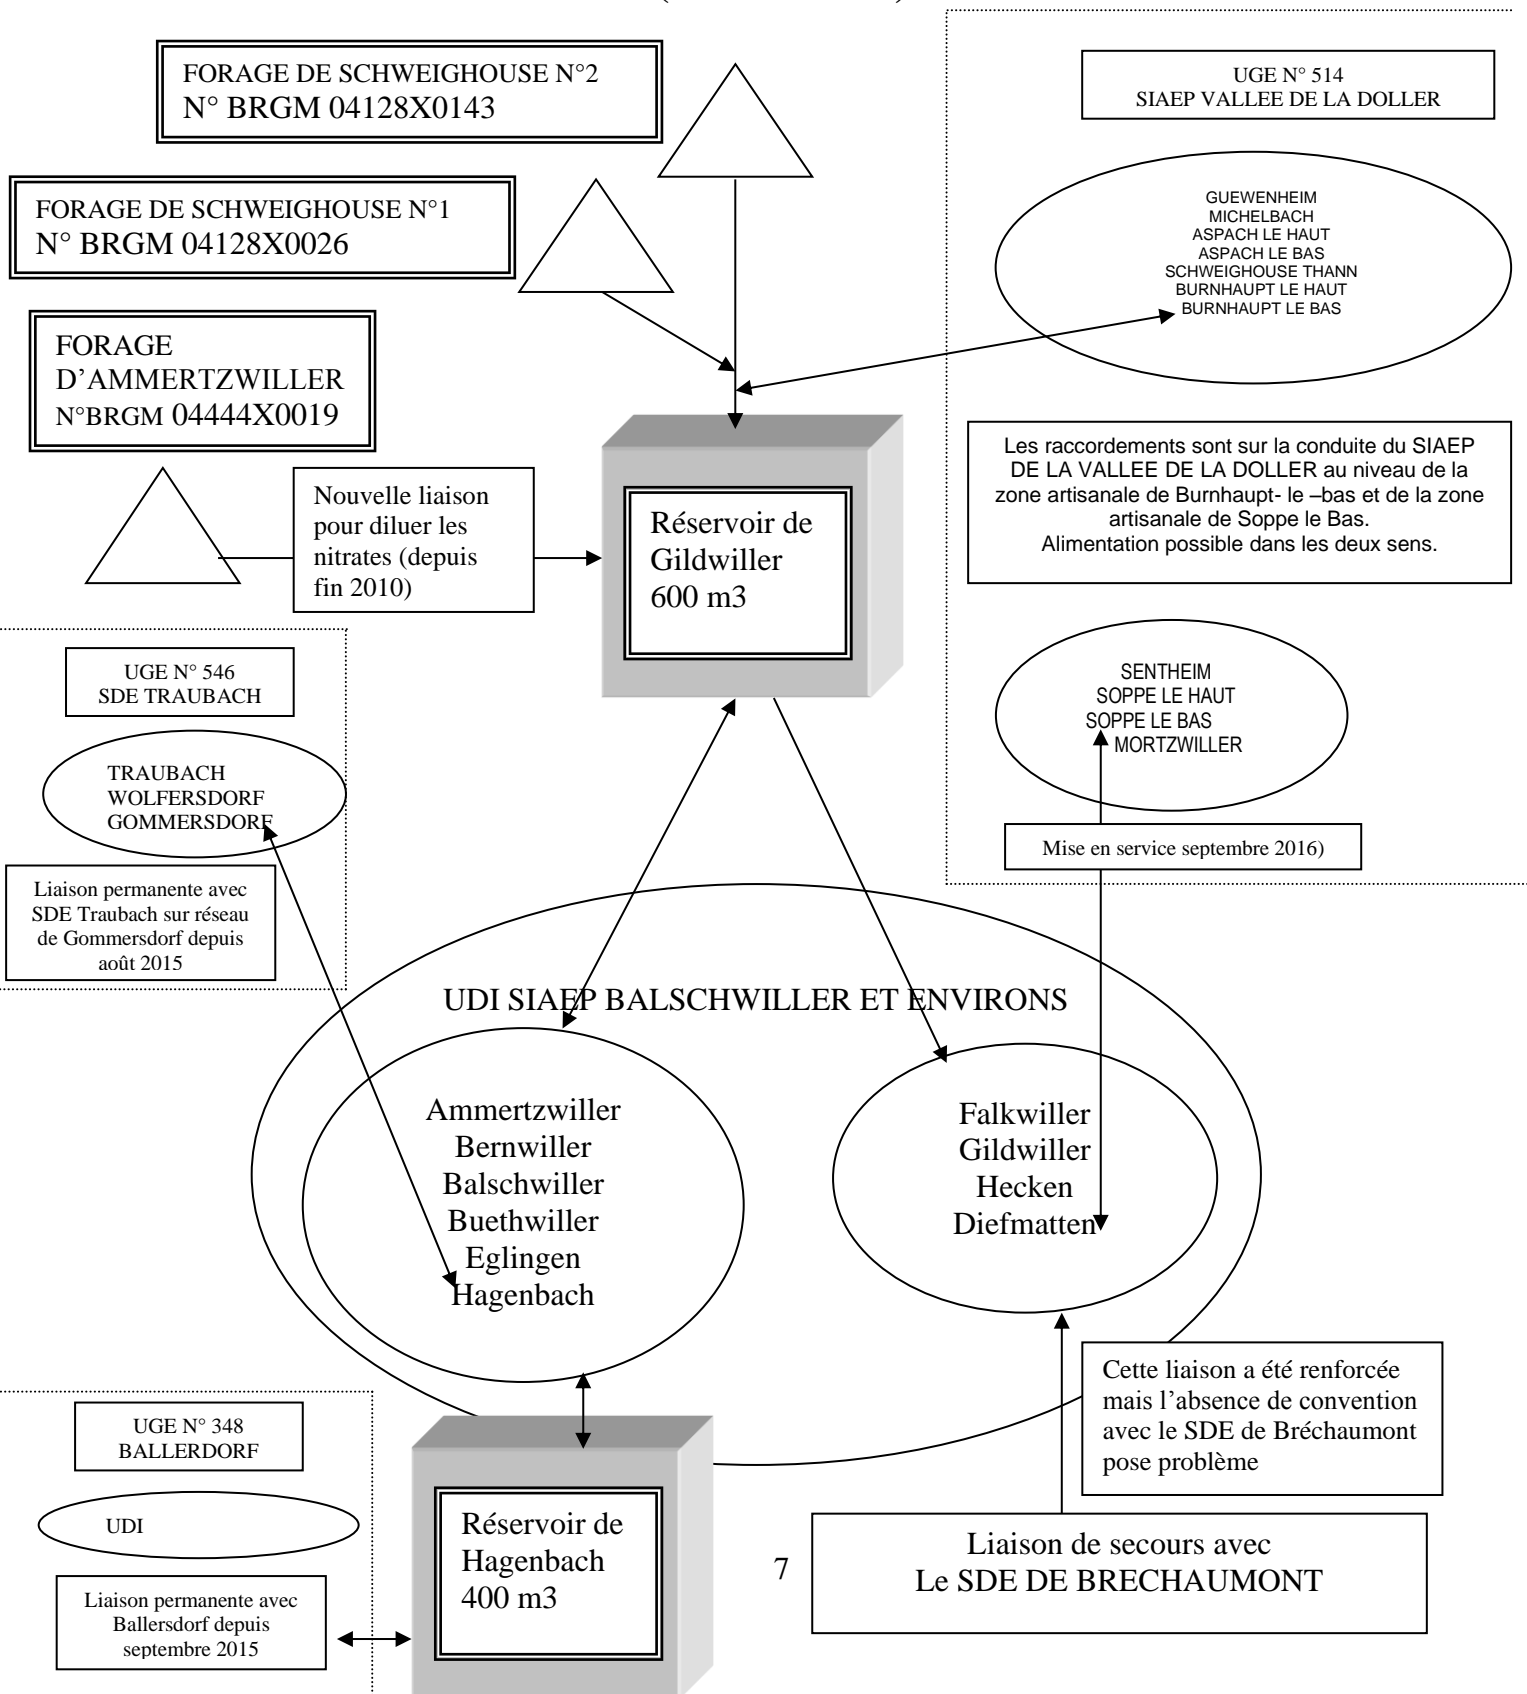 FORAGE DE SCHWEIGHOUSE N°2
N° BRGM 04128X0143
UGE N° 514
SIAEP VALLEE DE LA DOLLER
FORAGE DE SCHWEIGHOUSE N°1
N° BRGM 04128X0026
GUEWENHEIM
MICHELBACH
ASPACH LE HAUT
ASPACH LE BAS
SCHWEIGHOUSE THANN
BURNHAUPT LE HAUT
BURNHAUPT LE BAS
FORAGE
D’AMMERTZWILLER
N°BRGM 04444X0019
Les raccordements sont sur la conduite du SIAEP
DE LA VALLEE DE LA DOLLER au niveau de la
zone artisanale de Burnhaupt- le –bas et de la zone
artisanale de Soppe le Bas.
Alimentation possible dans les deux sens.
Nouvelle liaison
pour diluer les
nitrates (depuis
fin 2010)
Réservoir de
Gildwiller
600 m3
UGE N° 546
SDE TRAUBACH
SENTHEIM
SOPPE LE HAUT
SOPPE LE BAS
MORTZWILLER
TRAUBACH
WOLFERSDORF
GOMMERSDORF
Mise en service septembre 2016)
Liaison permanente avec
SDE Traubach sur réseau
de Gommersdorf depuis
août 2015
UDI SIAEP BALSCHWILLER ET ENVIRONS
Ammertzwiller
Bernwiller
Balschwiller
Buethwiller
Eglingen
Hagenbach
Falkwiller
Gildwiller
Hecken
Diefmatten
Cette liaison a été renforcée
mais l’absence de convention
avec le SDE de Bréchaumont
pose problème
UGE N° 348
BALLERDORF
UDI
Réservoir de
Hagenbach
400 m3
7
Liaison de secours avec
Le SDE DE BRECHAUMONT
Liaison permanente avec
Ballersdorf depuis
septembre 2015